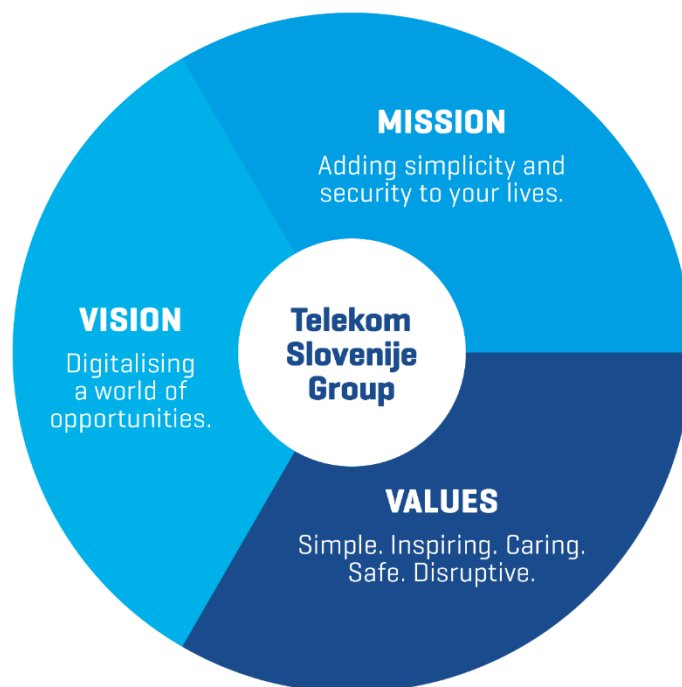 MISSION
Adding simplicity and
security to your lives.
VISION
Digitalising
a world of
opportunities.
Telekom
Slovenije
Group
VALUES
Simple. Inspiring. Caring.
Safe. Disruptive.